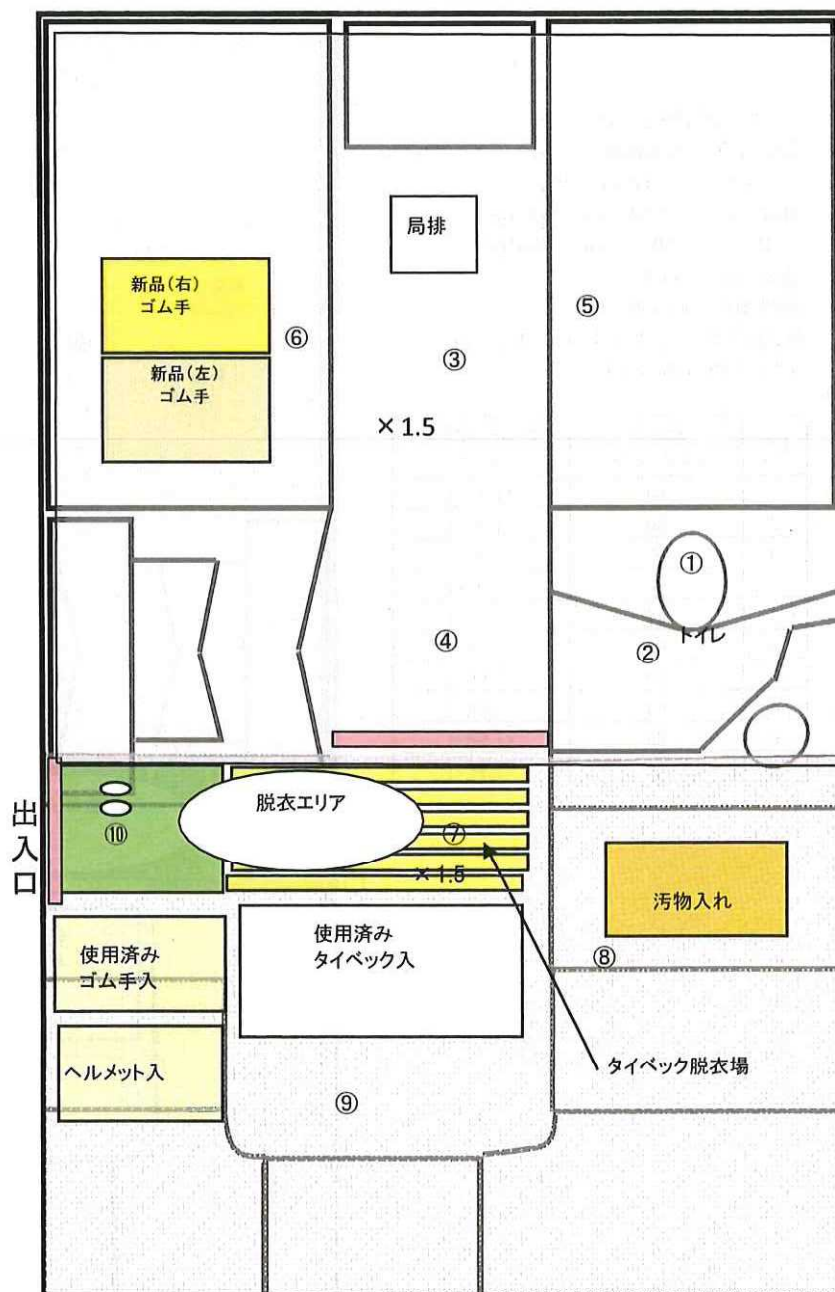 局排
新品(右)
ゴム手
⑤
⑥
③
新品(左)
ゴム手
×1.5
①
トイレ
④
②
出入口
脱衣エリア
⑩
⑦
×1.5
汚物入れ
使用済み
ゴム手入
使用済み
タイベック入
⑧
ヘルメット入
タイベック脱衣場
⑨